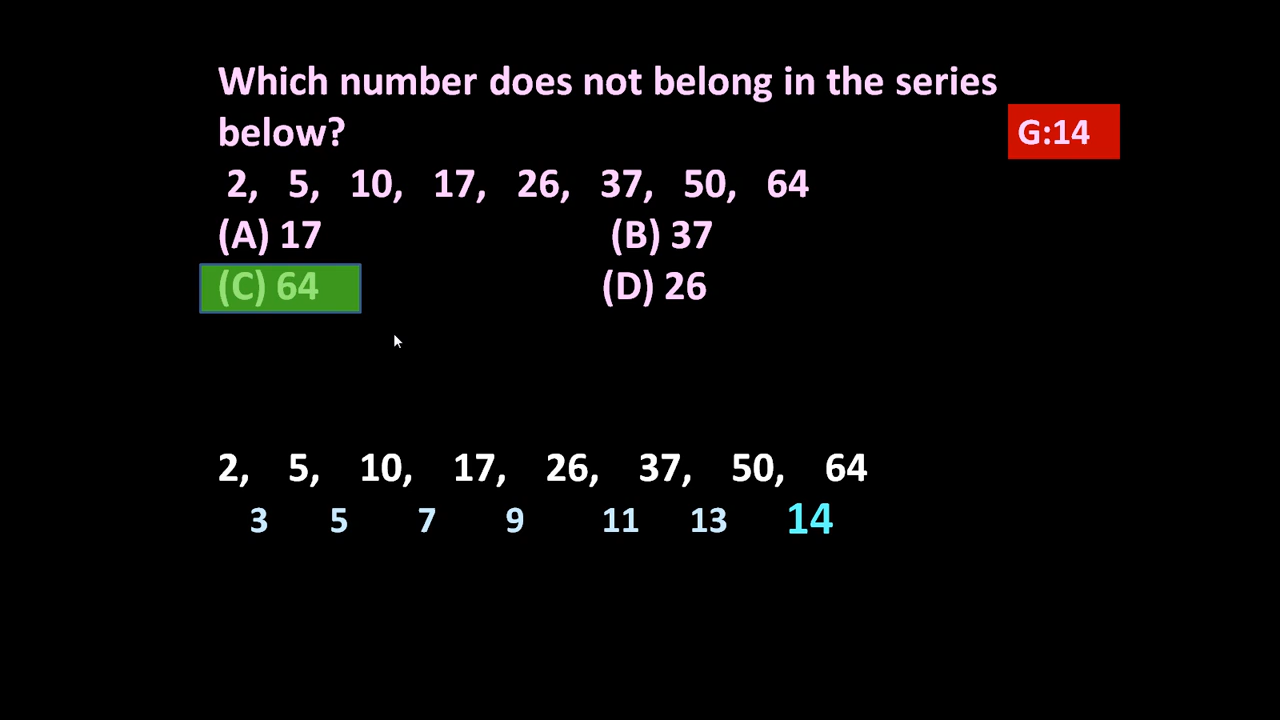 Which number does not belong in the series
below?
G:14
2, 5, 10, 17, 26, 37, 50, 64
(A) 17 (B) 37
(C) 64 (D) 26
2, 5, 10, 17, 26, 37, 50, 64
3 5 7 9 11 13 14